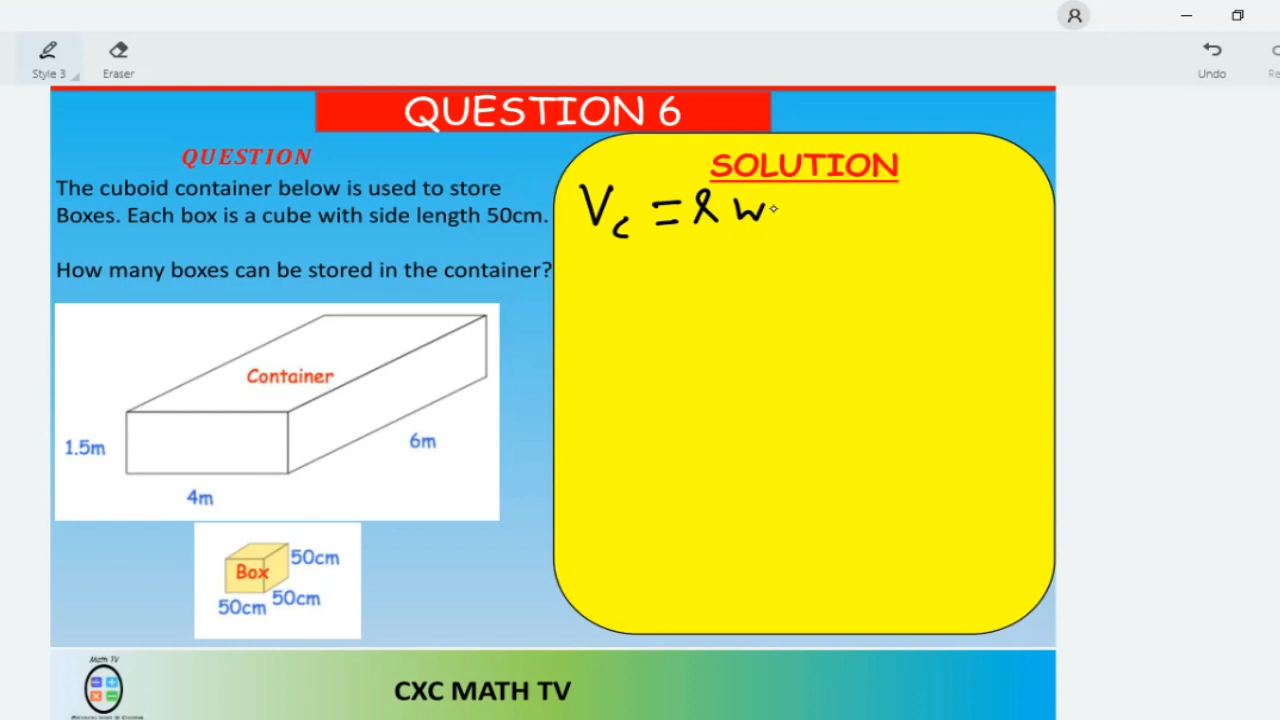 Style 3
Eraser
Undo
QUESTION 6
QUESTION
The cuboid container below is used to store
Boxes. Each box is a cube with side length 50cm.
How many boxes can be stored in the container?
Container
1.5m
6m
4m
Box
50cm
50cm
50cm
SOLUTION
Vc = l w
Math TV
CXC MATH TV